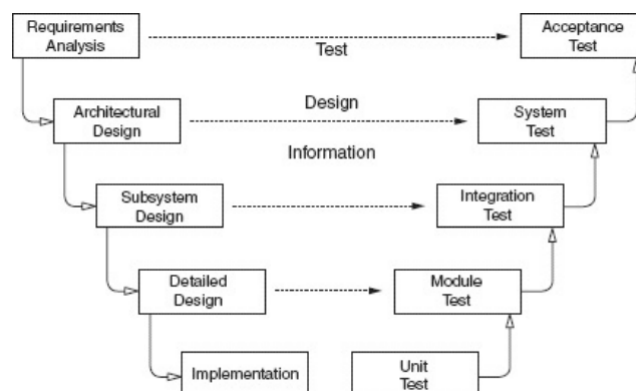 Requirements
Analysis
Acceptance
Test
Test
Architectural
Design
Design
System
Test
Information
Subsystem
Design
Integration
Test
Detailed
Design
Module
Test
Implementation
Unit
Test